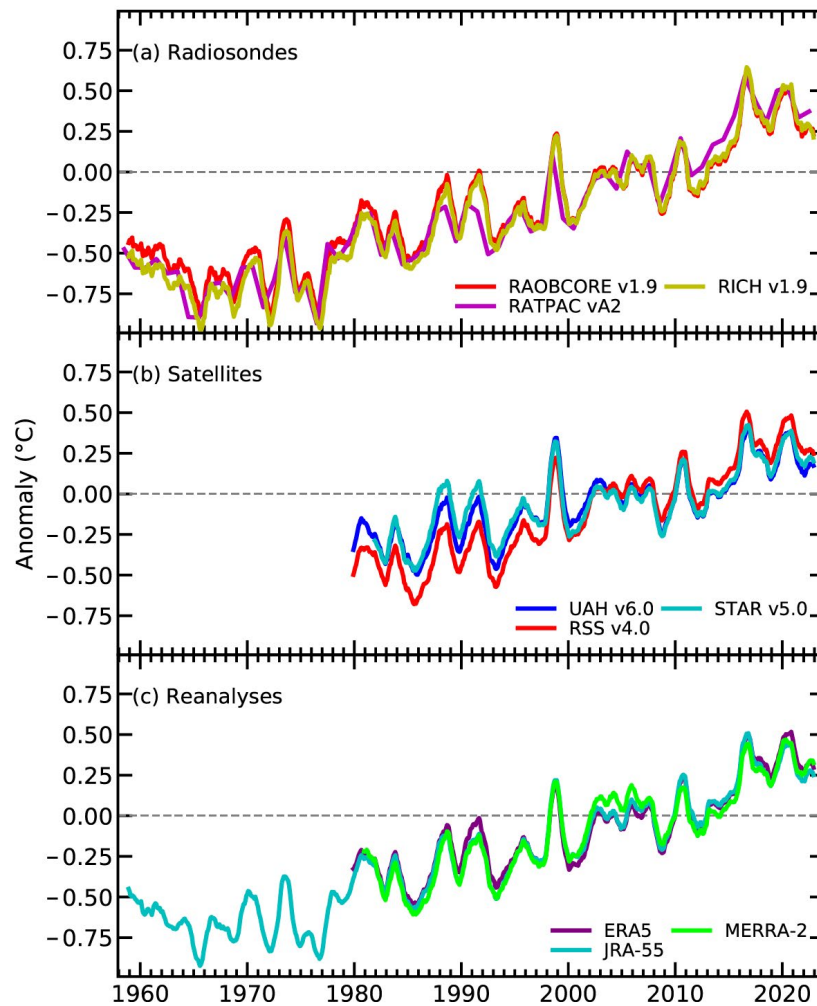 0.75
(a) Radiosondes
0.50
0.25
0.00
−0.25
−0.50
−0.75
RAOBCORE v1.9
RICH v1.9
RATPAC vA2
0.75
(b) Satellites
0.50
0.25
0.00
−0.25
−0.50
−0.75
UAH v6.0
STAR v5.0
RSS v4.0
Anomaly (°C)
0.75
(c) Reanalyses
0.50
0.25
0.00
−0.25
−0.50
−0.75
ERA5
MERRA-2
JRA-55
1960 1970 1980 1990 2000 2010 2020